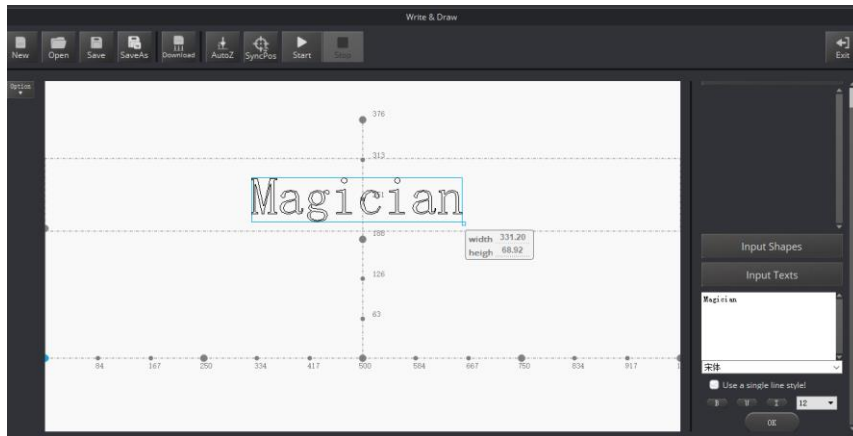 Write & Draw
New Open Save SaveAs Download AutoZ SyncPos Start Stop Exit
Option
376
313
Magician
188
width 331.20
heigh 68.92
126
63
84 167 250 334 417 500 584 667 750 834 917
Input Shapes
Input Texts
Magician
宋体
Use a single line style!
B U I 12
OK